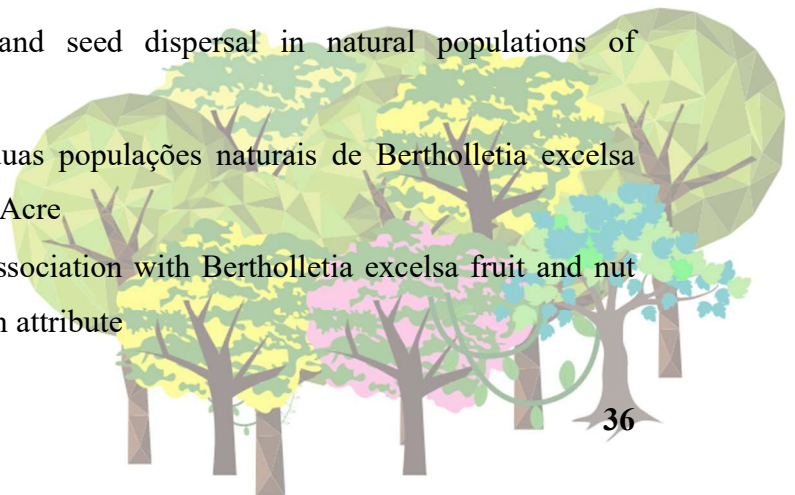 and seed dispersal in natural populations of
uas populações naturais de Bertholletia excelsa
Acre
ssociation with Bertholletia excelsa fruit and nut
attribute
36